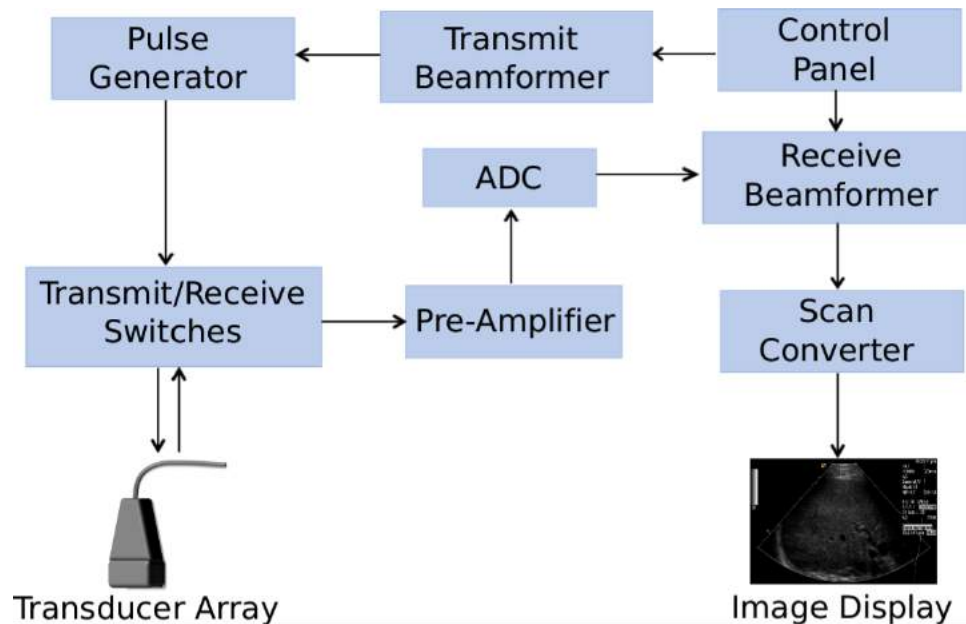 Pulse
Generator
Transmit
Beamformer
Control
Panel
ADC
Receive
Beamformer
Transmit/Receive
Switches
Pre-Amplifier
Scan
Converter
Transducer Array
Image Display